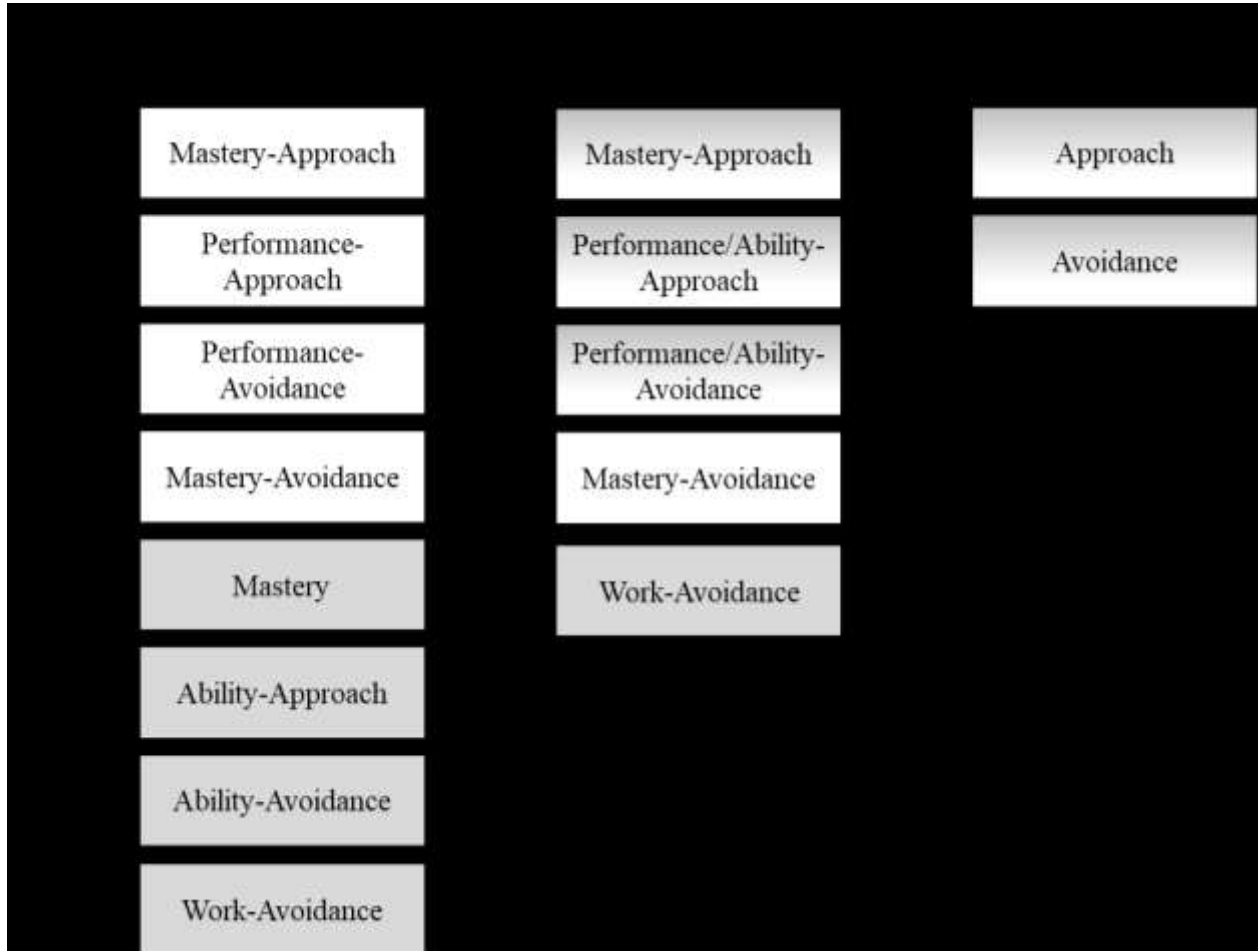 Mastery-Approach
Performance-
Approach
Performance-
Avoidance
Mastery-Avoidance
Mastery
Ability-Approach
Ability-Avoidance
Work-Avoidance
Mastery-Approach
Performance/Ability-
Approach
Performance/Ability-
Avoidance
Mastery-Avoidance
Work-Avoidance
Approach
Avoidance